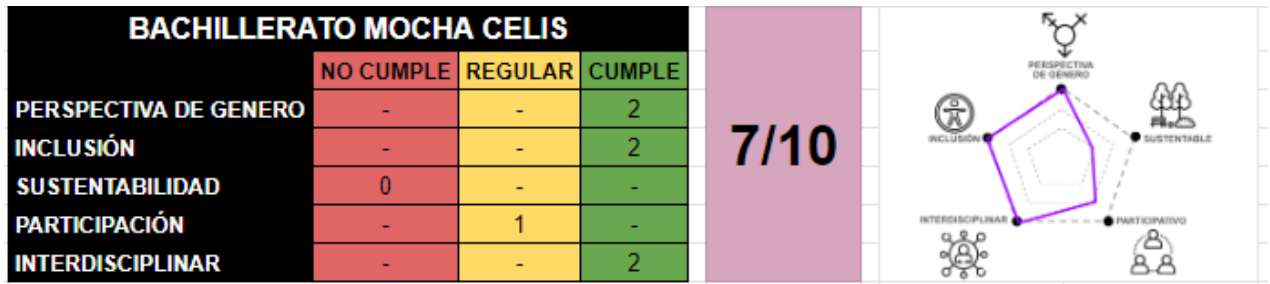 BACHILLERATO MOCHA CELIS
NO CUMPLE REGULAR CUMPLE
PERSPECTIVA DE GENERO - - 2
INCLUSIÓN - - 2
SUSTENTABILIDAD 0 - -
PARTICIPACIÓN - 1 -
INTERDISCIPLINAR - - 2
7/10
PERSPECTIVA
DE GÉNERO
INCLUSIÓN
SUSTENTABLE
INTERDISCIPLINAR
PARTICIPATIVO